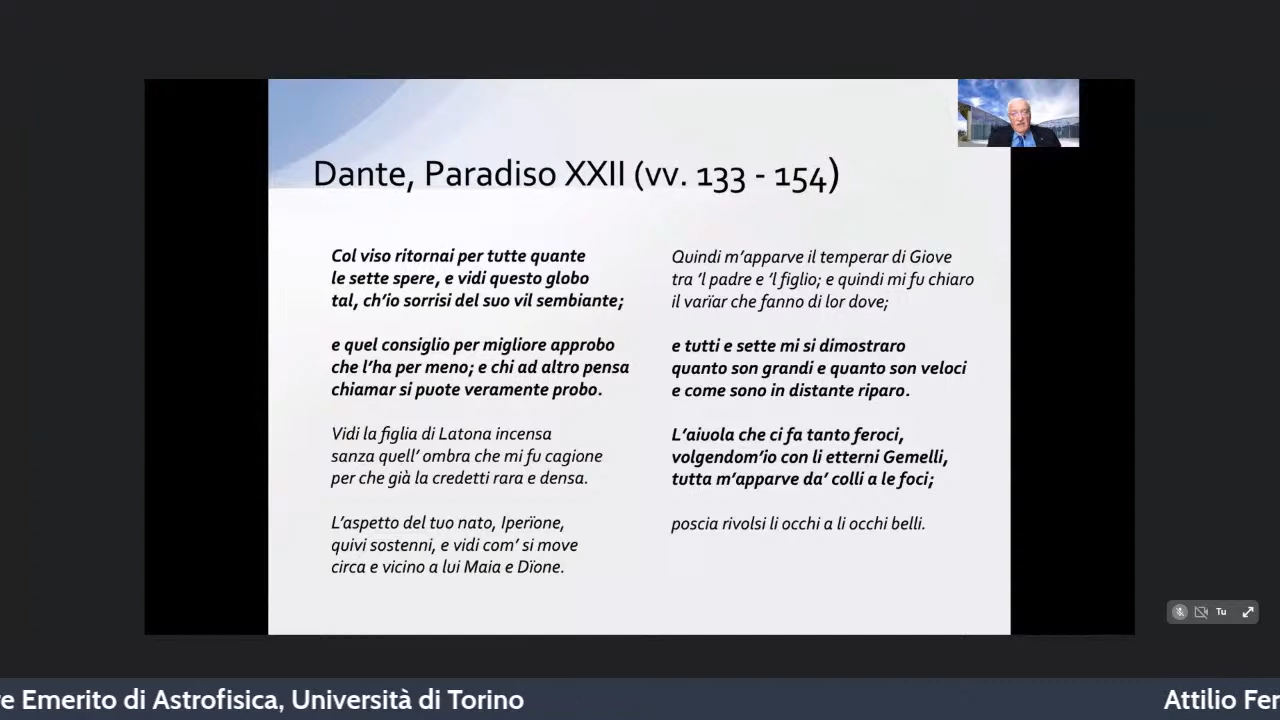 Dante, Paradiso XXII (vv. 133 - 154)
Col viso ritornai per tutte quante
le sette spere, e vidi questo globo
tal, ch’io sorrisi del suo vil sembiante;
e quel consiglio per migliore approbo
che l’ha per meno; e chi ad altro pensa
chiamar si puote veramente probo.
Vidi la figlia di Latona incensa
sanza quell’ ombra che mi fu cagione
per che già la credetti rara e densa.
L’aspetto del tuo nato, Iperïone,
quivi sostenni, e vidi com’ si move
circa e vicino a lui Maia e Dïone.
Quindi m’apparve il temperar di Giove
tra ’l padre e ’l figlio; e quindi mi fu chiaro
il varïar che fanno di lor dove;
e tutti e sette mi si dimostraro
quanto son grandi e quanto son veloci
e come sono in distante riparo.
L’aiuola che ci fa tanto feroci,
volgendom’io con li etterni Gemelli,
tutta m’apparve da’ colli a le foci;
poscia rivolsi li occhi a li occhi belli.
Tu
e Emerito di Astrofisica, Università di Torino
Attilio Fer